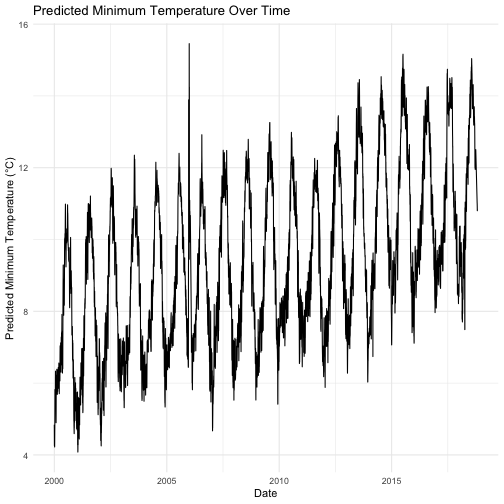 Predicted Minimum Temperature Over Time
16
12
8
4
Predicted Minimum Temperature (°C)
2000 2005 2010 2015
Date